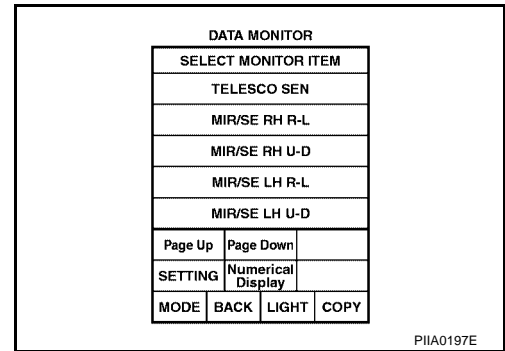 DATA MONITOR
SELECT MONITOR ITEM
TELESCO SEN
MIR/SE RH R-L
MIR/SE RH U-D
MIR/SE LH R-L
MIR/SE LH U-D
Page Up Page Down
SETTING Numerical
Display
MODE BACK LIGHT COPY
PIIA0197E